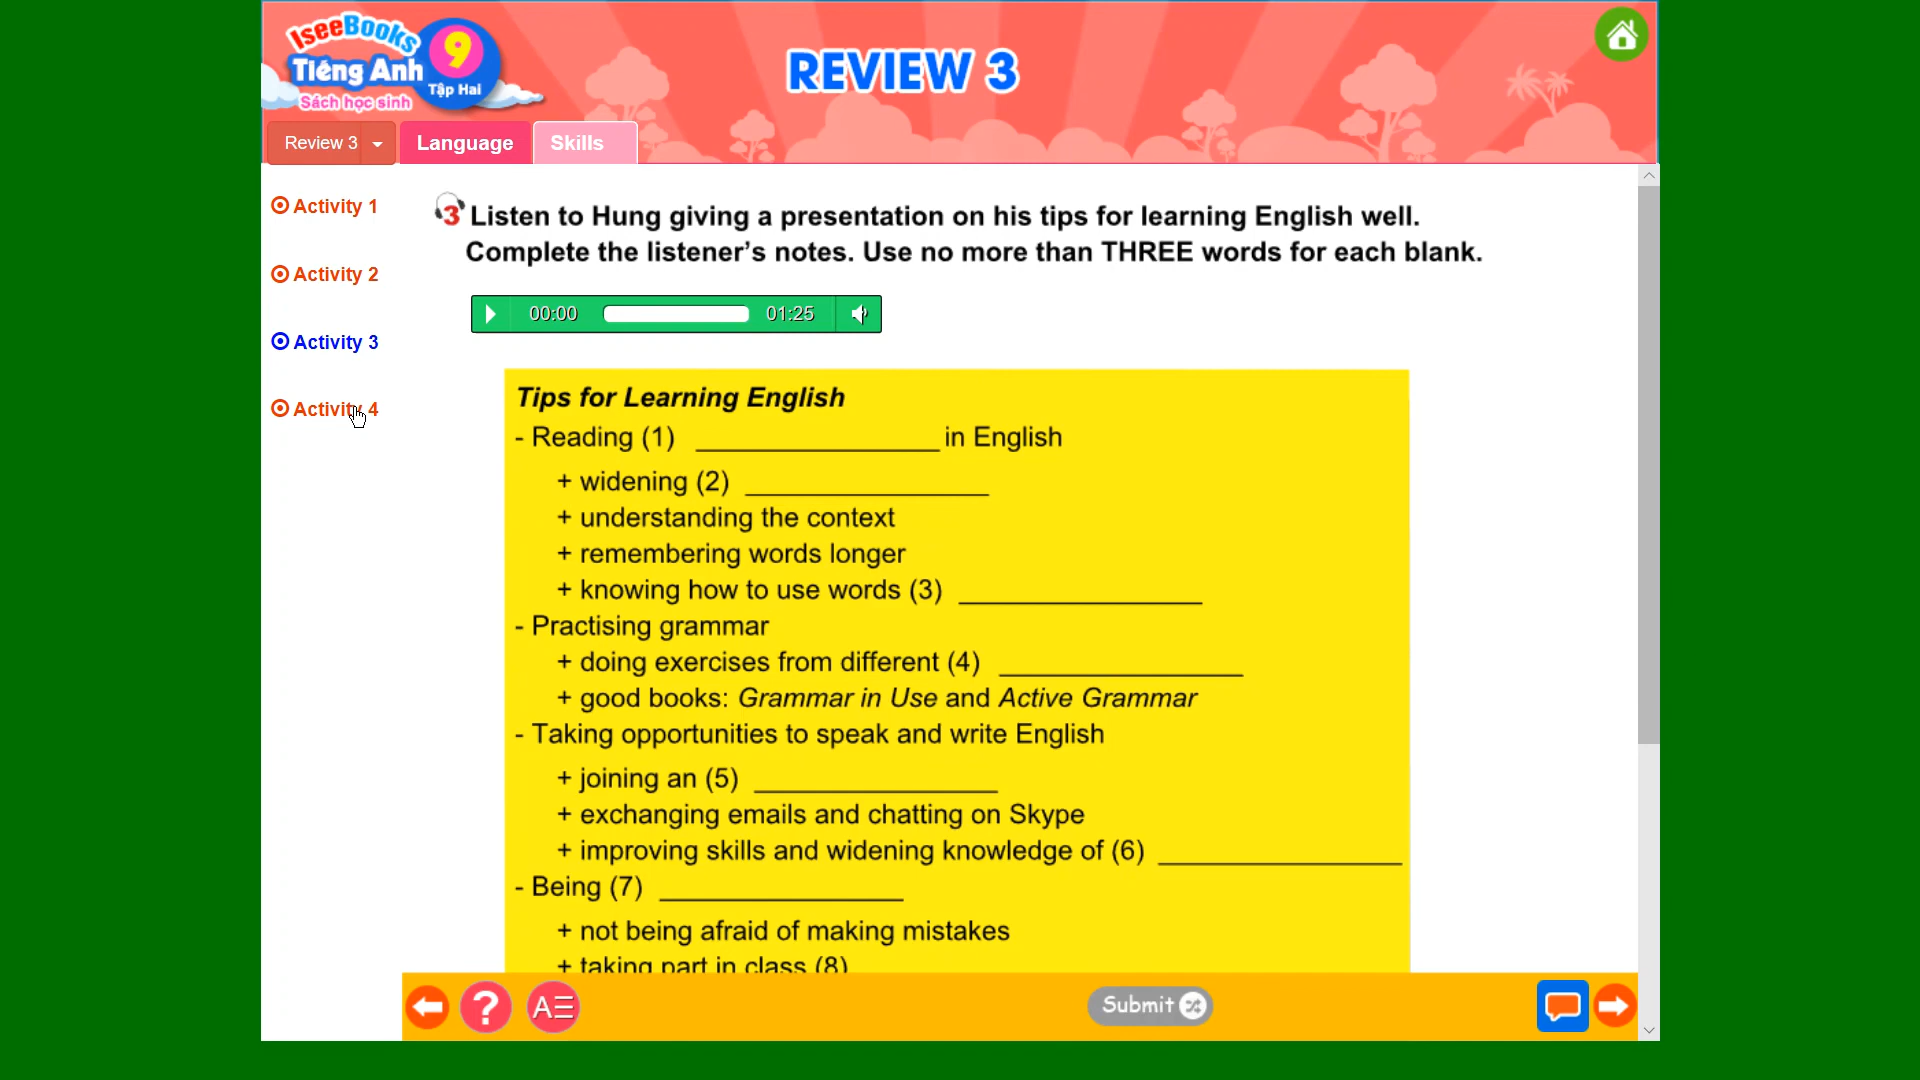 IseeBooks
Tiếng Anh 9
Tập Hai
Sách học sinh
REVIEW 3
Review 3
Language
Skills
Activity 1
Activity 2
Activity 3
Activity 4
3 Listen to Hung giving a presentation on his tips for learning English well.
Complete the listener's notes. Use no more than THREE words for each blank.
00:00 01:25
Tips for Learning English
- Reading (1) ________________ in English
+ widening (2) ________________
+ understanding the context
+ remembering words longer
+ knowing how to use words (3) ________________
- Practising grammar
+ doing exercises from different (4) ________________
+ good books: Grammar in Use and Active Grammar
- Taking opportunities to speak and write English
+ joining an (5) ________________
+ exchanging emails and chatting on Skype
+ improving skills and widening knowledge of (6) ________________
- Being (7) ________________
+ not being afraid of making mistakes
+ taking part in class (8)
?
A
Submit